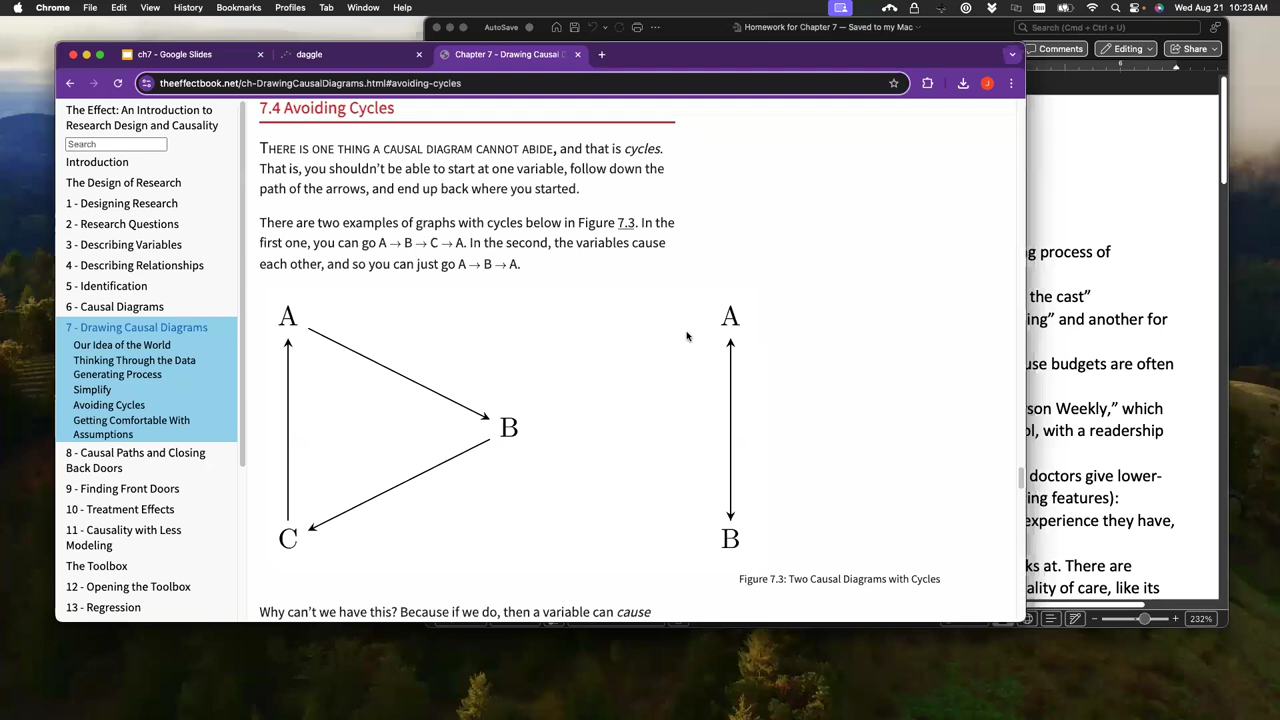 Chrome File Edit View History Bookmarks Profiles Tab Window Help Wed Aug 21 10:23 AM
AutoSave Homework for Chapter 7 — Saved to my Mac Search (Cmd + Ctrl + U)
ch7 - Google Slides daggle Chapter 7 - Drawing Causal D Comments Editing Share
theeffectbook.net/ch-DrawingCausalDiagrams.html#avoiding-cycles J
6
The Effect: An Introduction to
Research Design and Causality
Search
Introduction
The Design of Research
1 - Designing Research
2 - Research Questions
3 - Describing Variables
4 - Describing Relationships
5 - Identification
6 - Causal Diagrams
7 - Drawing Causal Diagrams
Our Idea of the World
Thinking Through the Data
Generating Process
Simplify
Avoiding Cycles
Getting Comfortable With
Assumptions
8 - Causal Paths and Closing
Back Doors
9 - Finding Front Doors
10 - Treatment Effects
11 - Causality with Less
Modeling
The Toolbox
12 - Opening the Toolbox
13 - Regression
7.4 Avoiding Cycles
THERE IS ONE THING A CAUSAL DIAGRAM CANNOT ABIDE, and that is cycles.
That is, you shouldn’t be able to start at one variable, follow down the
path of the arrows, and end up back where you started.
There are two examples of graphs with cycles below in Figure 7.3. In the
first one, you can go A → B → C → A. In the second, the variables cause
each other, and so you can just go A → B → A.
A
B
C
A
B
Figure 7.3: Two Causal Diagrams with Cycles
Why can’t we have this? Because if we do, then a variable can cause
g process of
the cast”
ing” and another for
use budgets are often
son Weekly,” which
ol, with a readership
doctors give lower-
ing features):
experience they have,
ks at. There are
ality of care, like its
232%